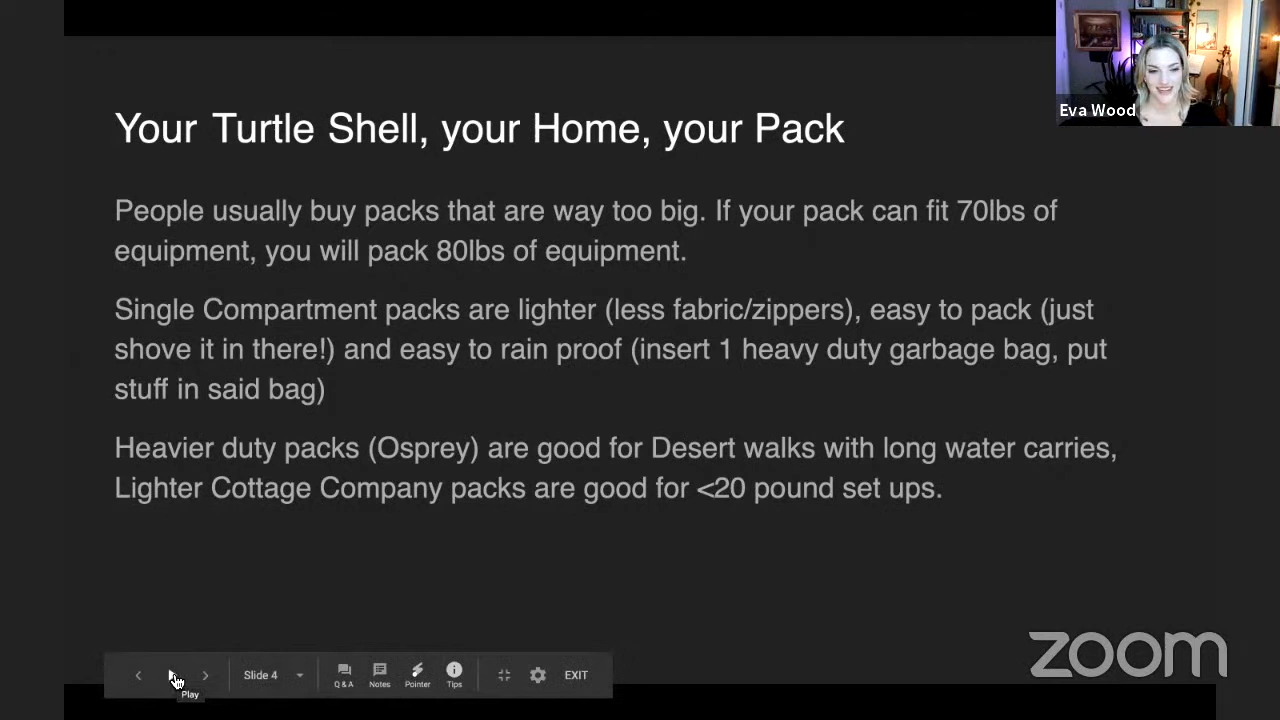 Eva Wood
Your Turtle Shell, your Home, your Pack
People usually buy packs that are way too big. If your pack can fit 70lbs of
equipment, you will pack 80lbs of equipment.
Single Compartment packs are lighter (less fabric/zippers), easy to pack (just
shove it in there!) and easy to rain proof (insert 1 heavy duty garbage bag, put
stuff in said bag)
Heavier duty packs (Osprey) are good for Desert walks with long water carries,
Lighter Cottage Company packs are good for <20 pound set ups.
zoom
Slide 4
Q & A
Notes
Pointer
Tips
EXIT
Play